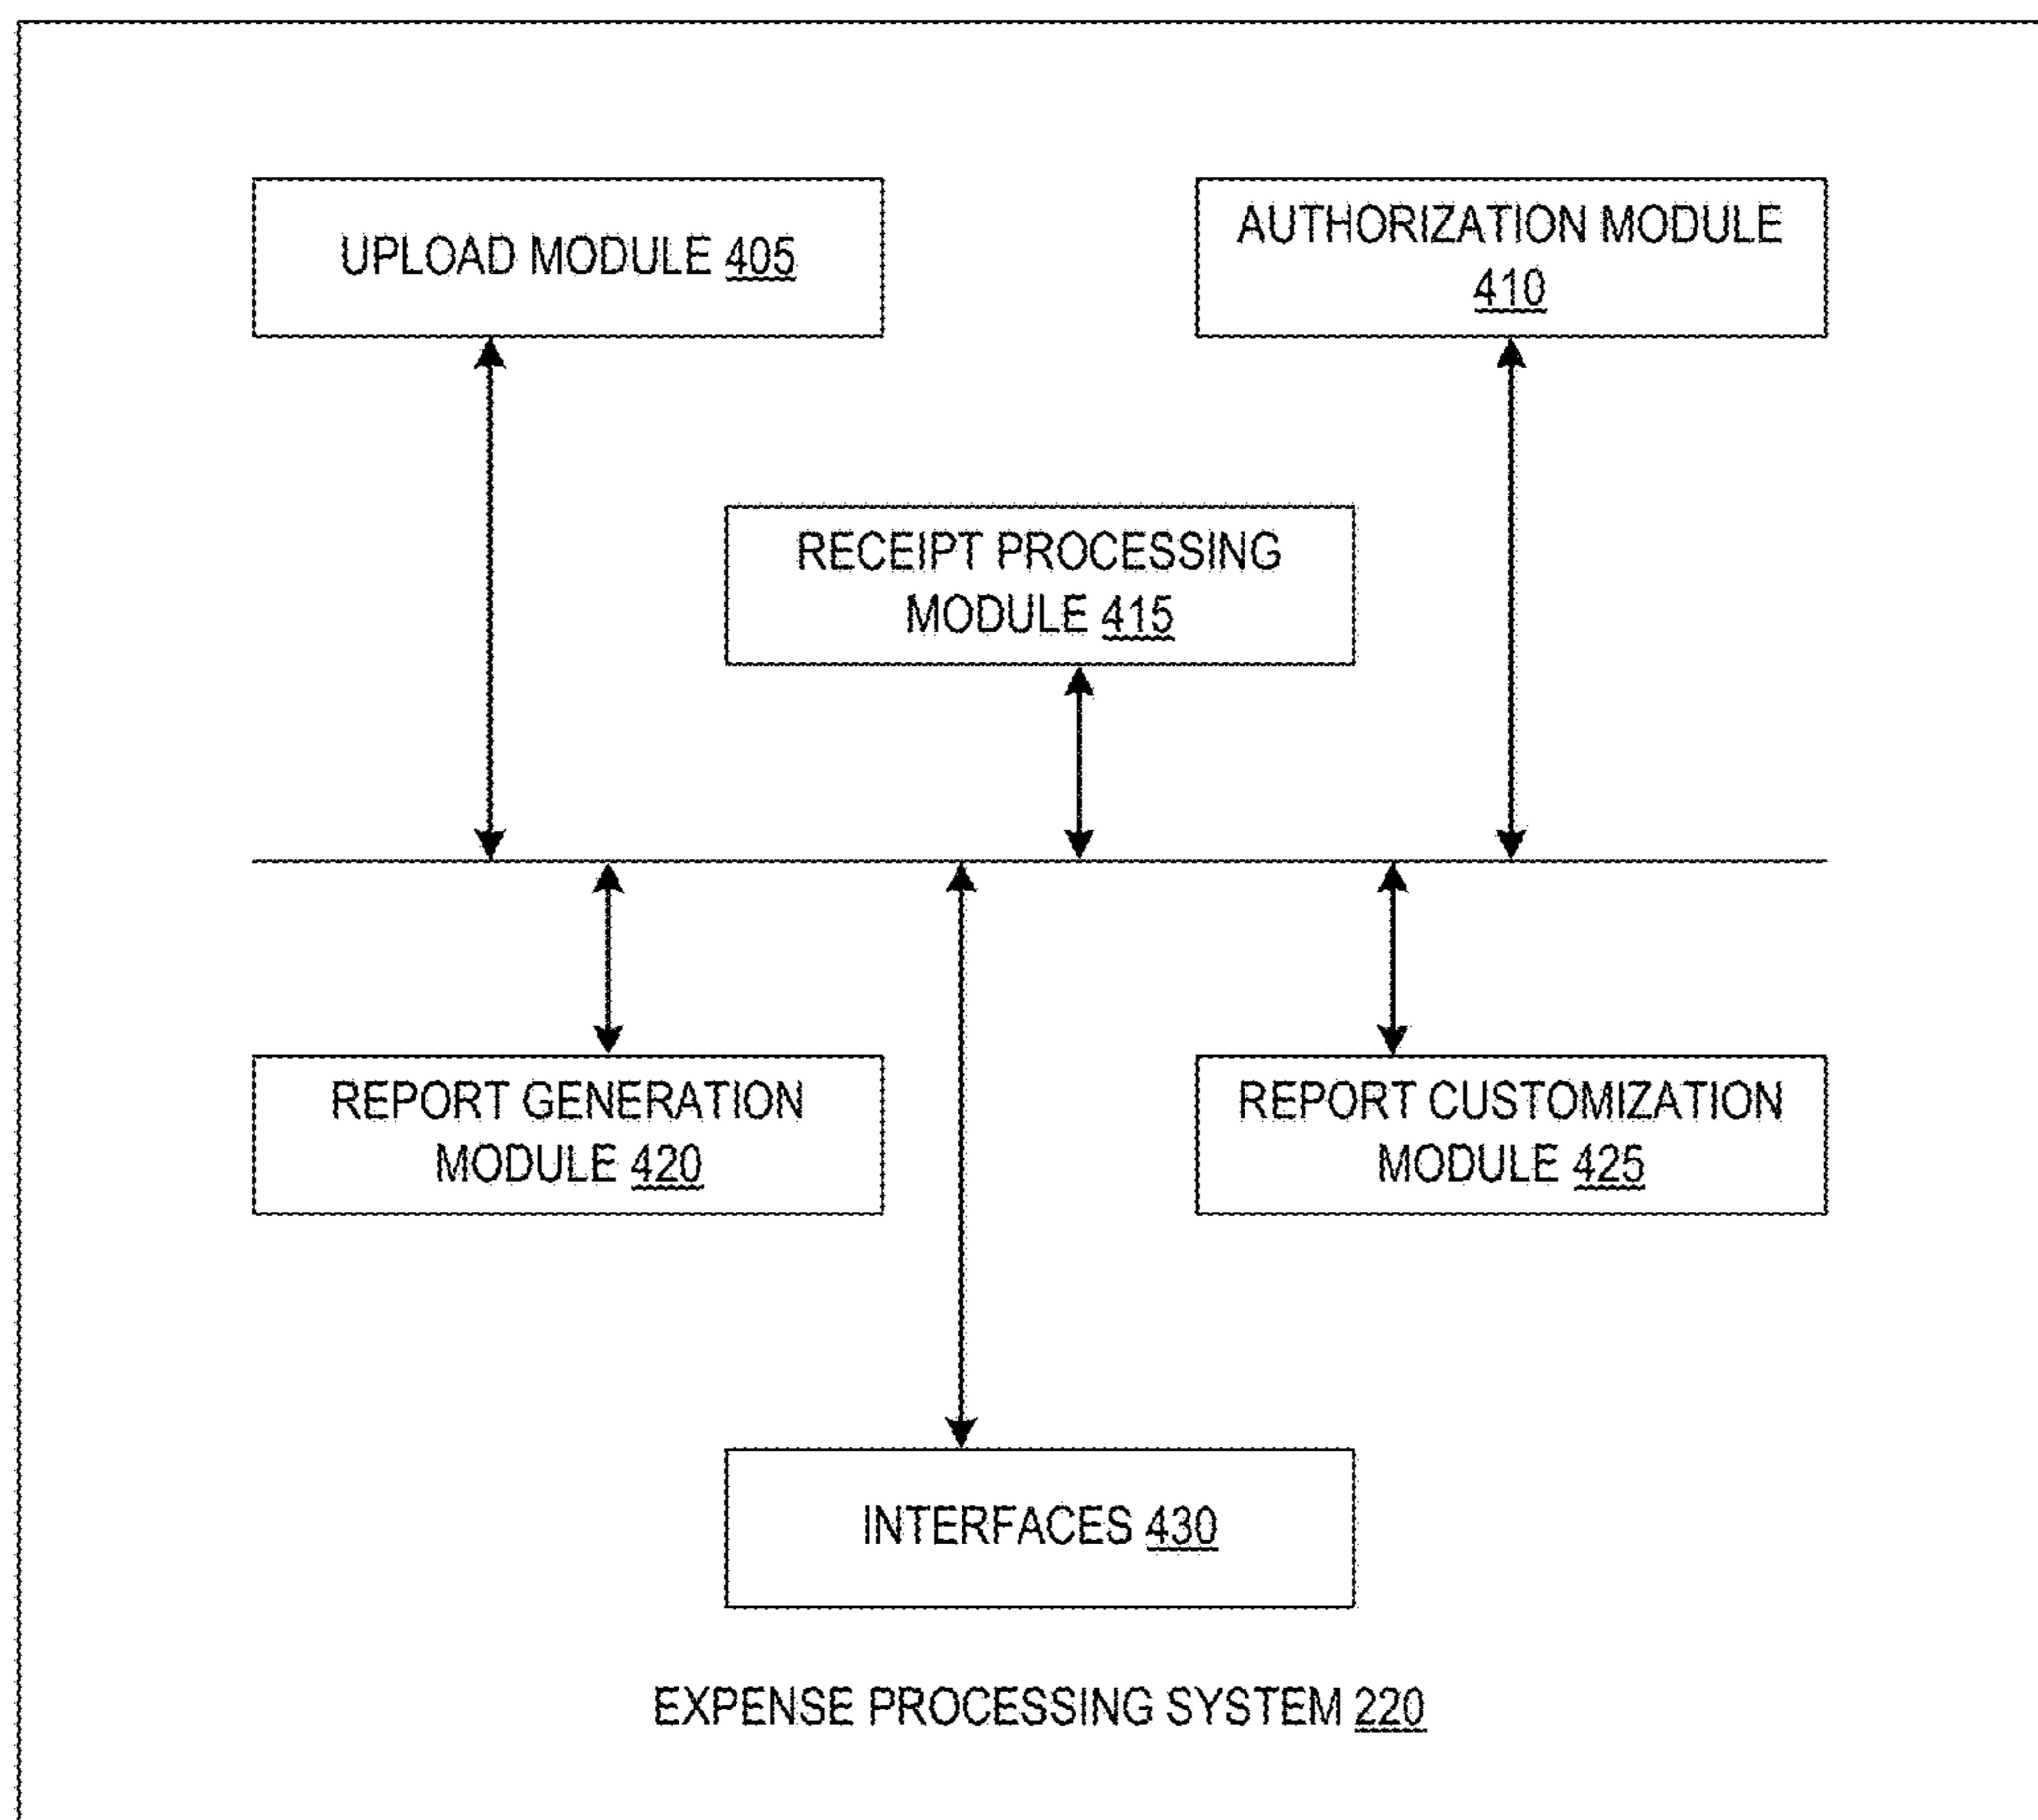 UPLOAD MODULE 405
AUTHORIZATION MODULE
410
RECEIPT PROCESSING
MODULE 415
REPORT GENERATION
MODULE 420
REPORT CUSTOMIZATION
MODULE 425
INTERFACES 430
EXPENSE PROCESSING SYSTEM 220